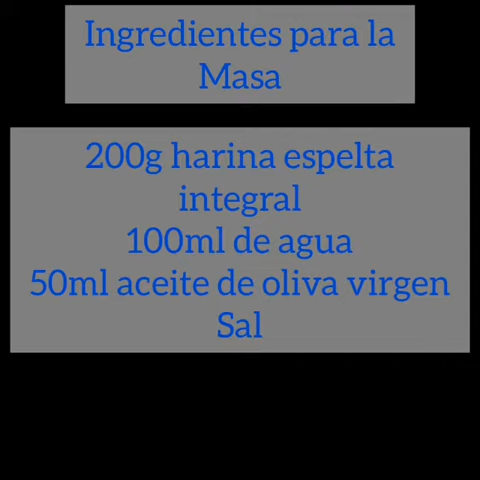 Ingredientes para la
Masa
200g harina espelta
integral
100ml de agua
50ml aceite de oliva virgen
Sal